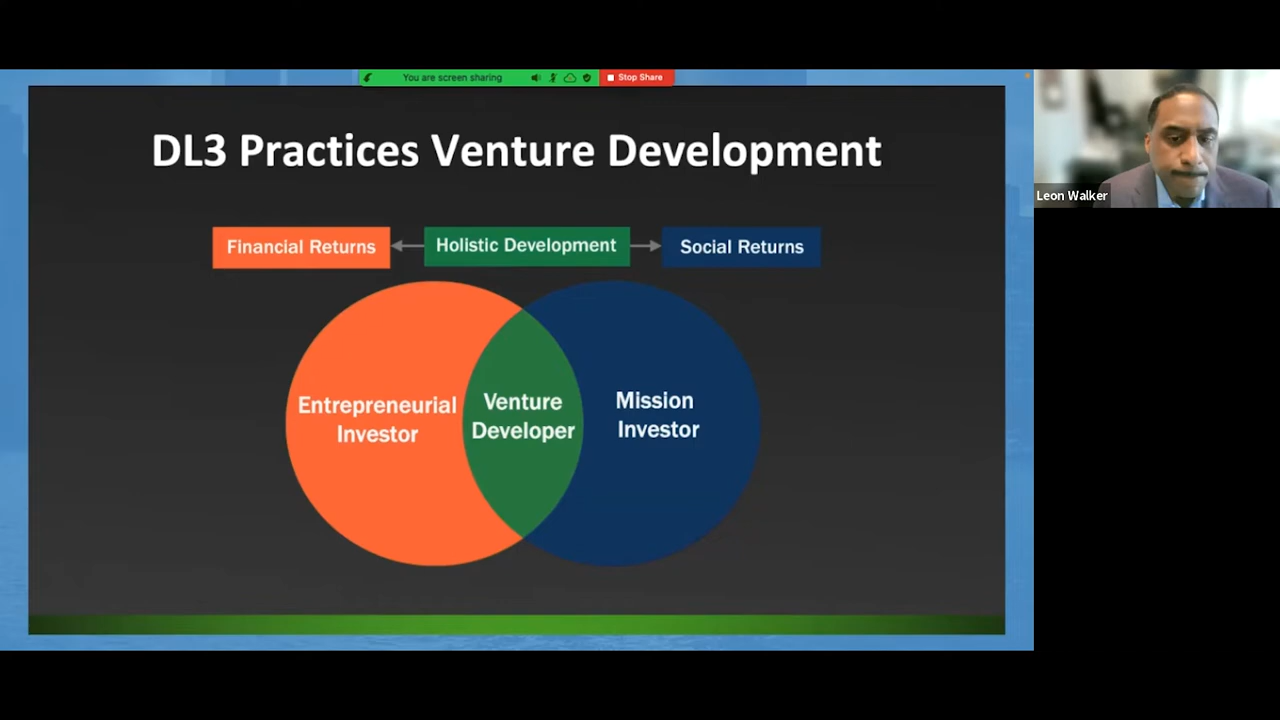 You are screen sharing
Stop Share
DL3 Practices Venture Development
Leon Walker
Financial Returns
Holistic Development
Social Returns
Entrepreneurial
Investor
Venture
Developer
Mission
Investor